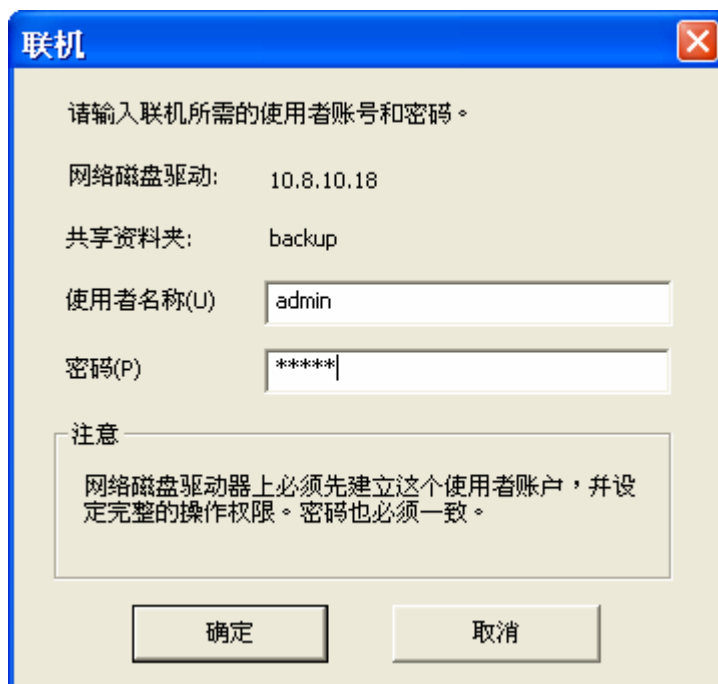 联机
请输入联机所需的使用者账号和密码。
网络磁盘驱动: 10.8.10.18
共享资料夹: backup
使用者名称(U) admin
密码(P) *****
注意
网络磁盘驱动器上必须先建立这个使用者账户，并设
定完整的操作权限。密码也必须一致。
确定 取消